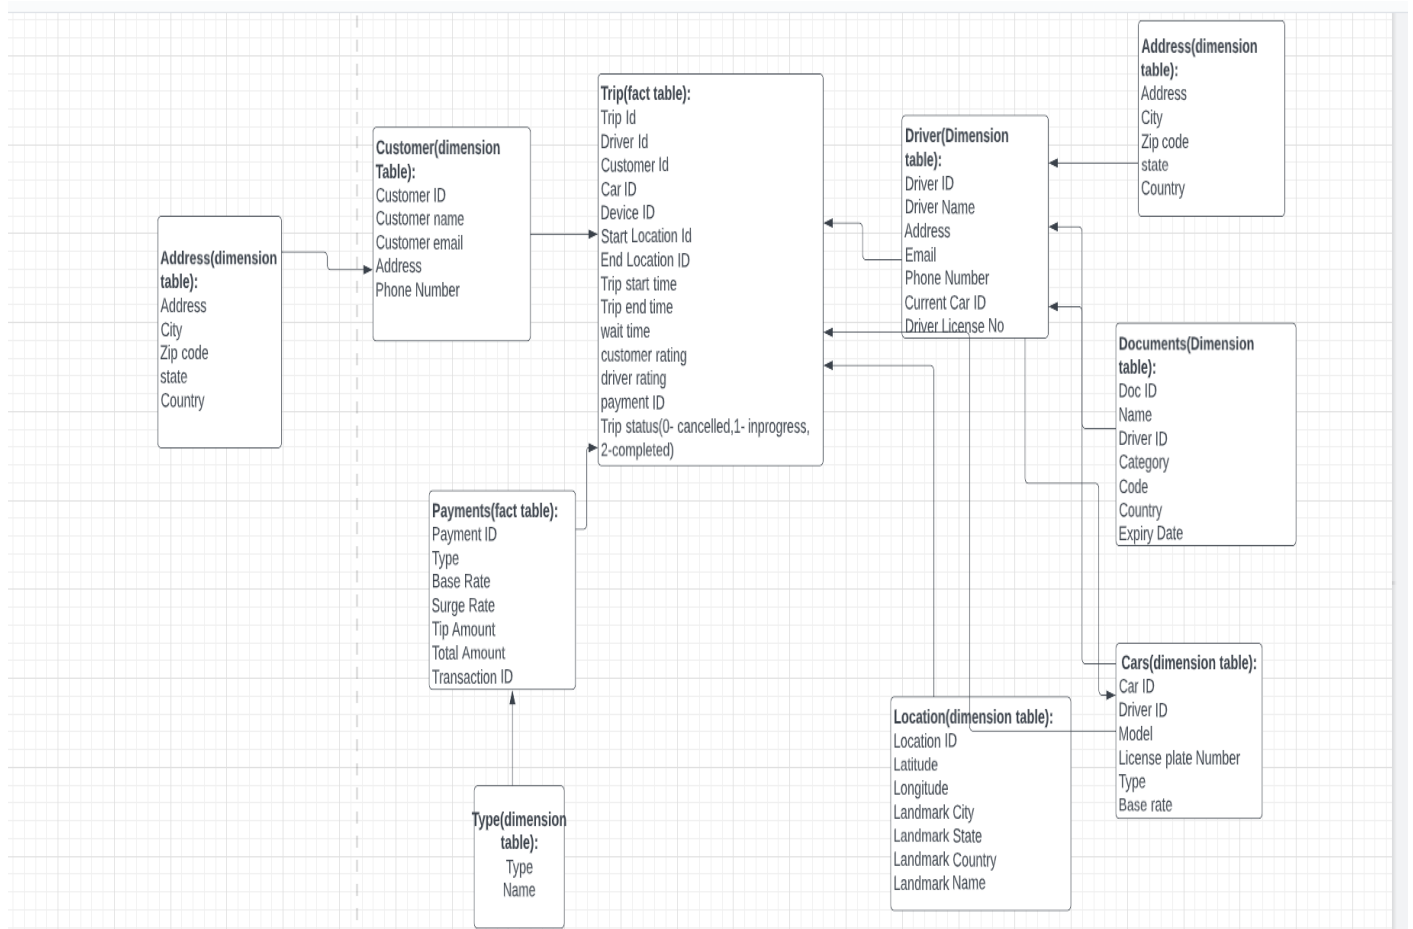 Address(dimension
table):
Address
City
Zip code
state
Country
Customer(dimension
Table):
Customer ID
Customer name
Customer email
Address
Phone Number
Trip(fact table):
Trip Id
Driver Id
Customer Id
Car ID
Device ID
Start Location Id
End Location ID
Trip start time
Trip end time
wait time
customer rating
driver rating
payment ID
Trip status(0- cancelled,1- inprogress,
2-completed)
Driver(Dimension
table):
Driver ID
Driver Name
Address
Email
Phone Number
Current Car ID
Driver License No
Address(dimension
table):
Address
City
Zip code
state
Country
Documents(Dimension
table):
Doc ID
Name
Driver ID
Category
Code
Country
Expiry Date
Payments(fact table):
Payment ID
Type
Base Rate
Surge Rate
Tip Amount
Total Amount
Transaction ID
Type(dimension
table):
Type
Name
Location(dimension table):
Location ID
Latitude
Longitude
Landmark City
Landmark State
Landmark Country
Landmark Name
Cars(dimension table):
Car ID
Driver ID
Model
License plate Number
Type
Base rate